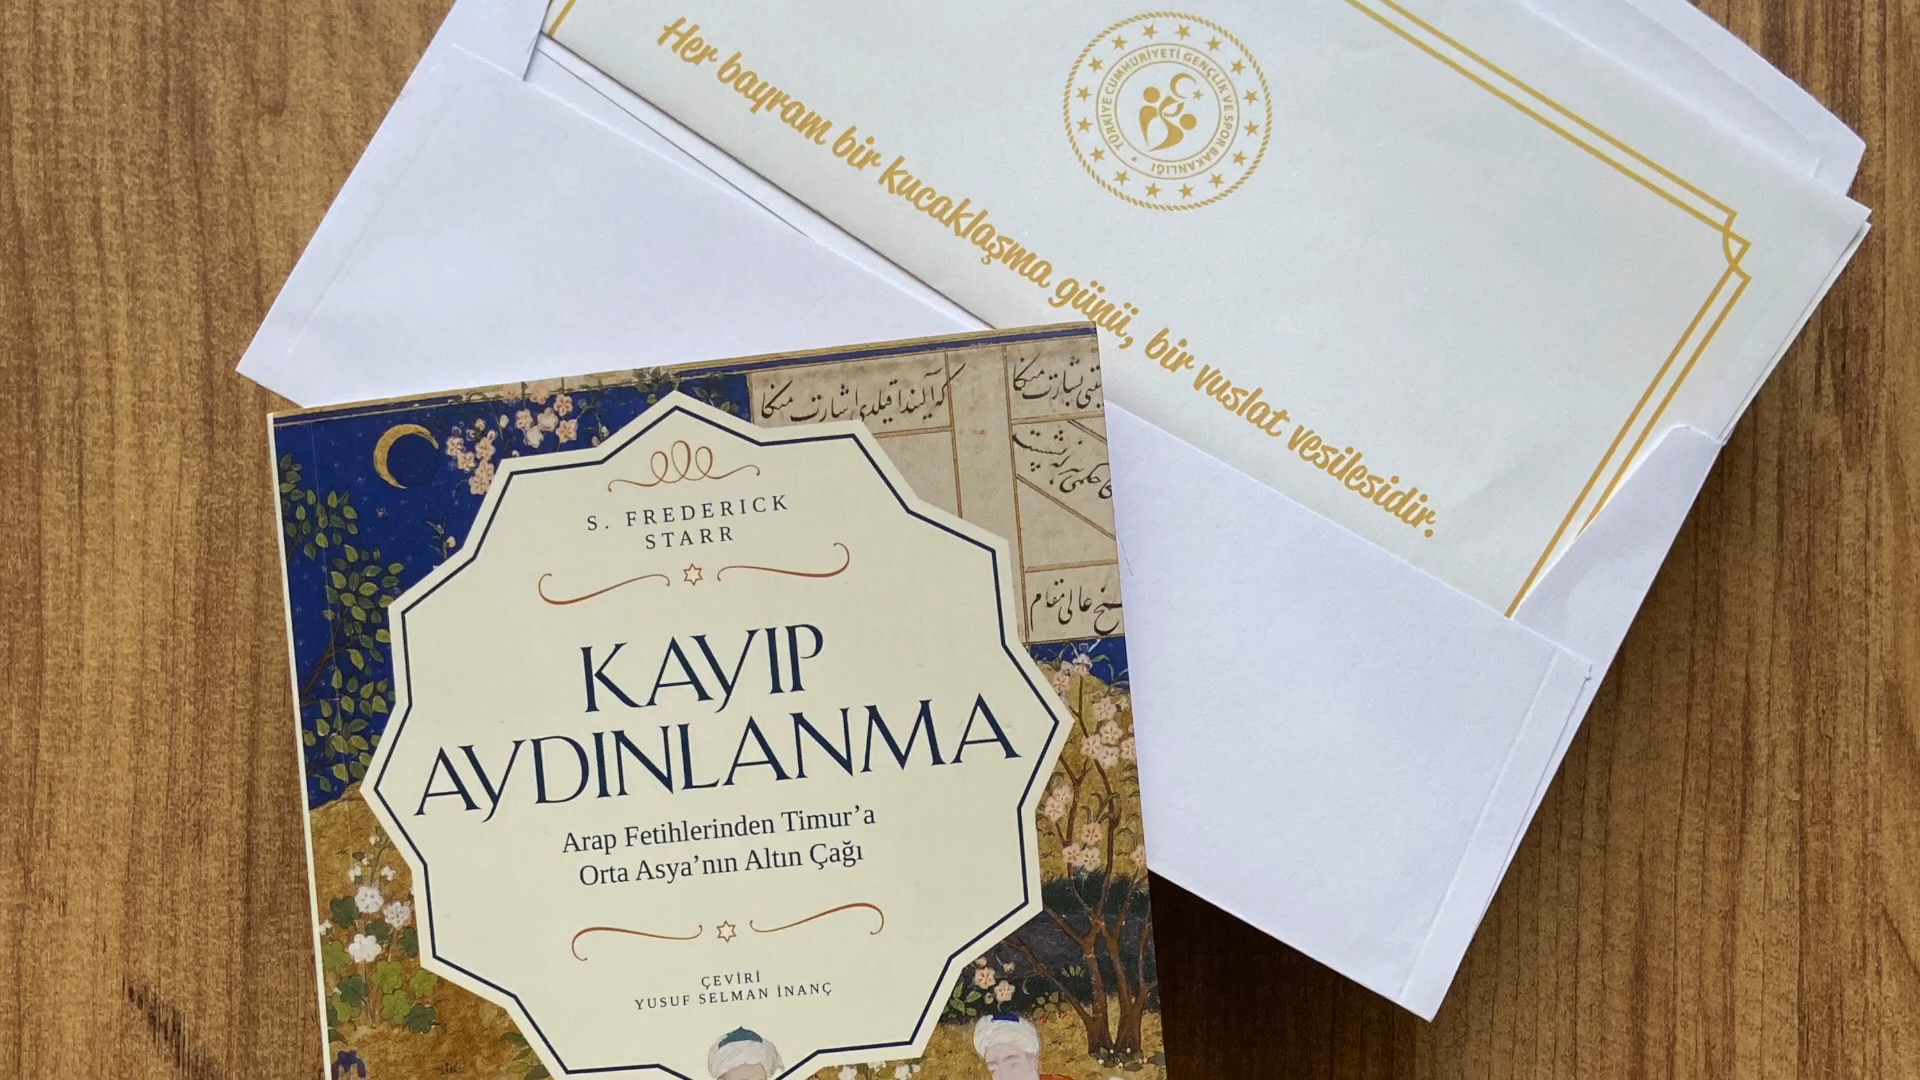 Her bayram bir kucaklaşma günü, bir vuslat vesilesidir.
TÜRKİYE CUMHURİYETİ GENÇLİK VE SPOR BAKANLIĞI
S. FREDERICK
STARR
KAYIP
AYDINLANMA
Arap Fetihlerinden Timur’a
Orta Asya’nın Altın Çağı
ÇEVİRİ
YUSUF SELMAN İNANÇ